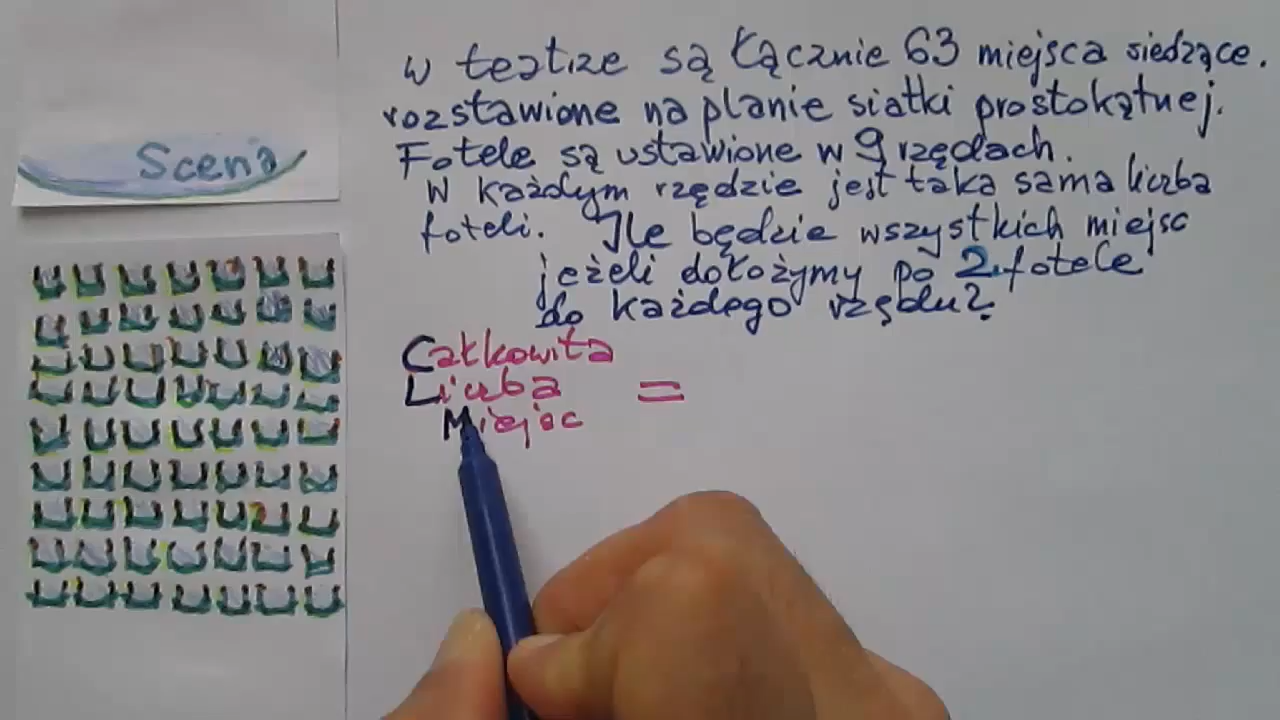 Scena
w teatrze są Łącznie 63 miejsca siedzące.
rozstawione na planie siatki prostokątnej.
Fotele są ustawione w 9 rzędach.
W każdym rzędzie jest taka sama liczba
foteli. Ile będzie wszystkich miejsc
jeżeli dołożymy po 2 fotele
do każdego rzędu?
Całkowita
Liczba =
Miejsc